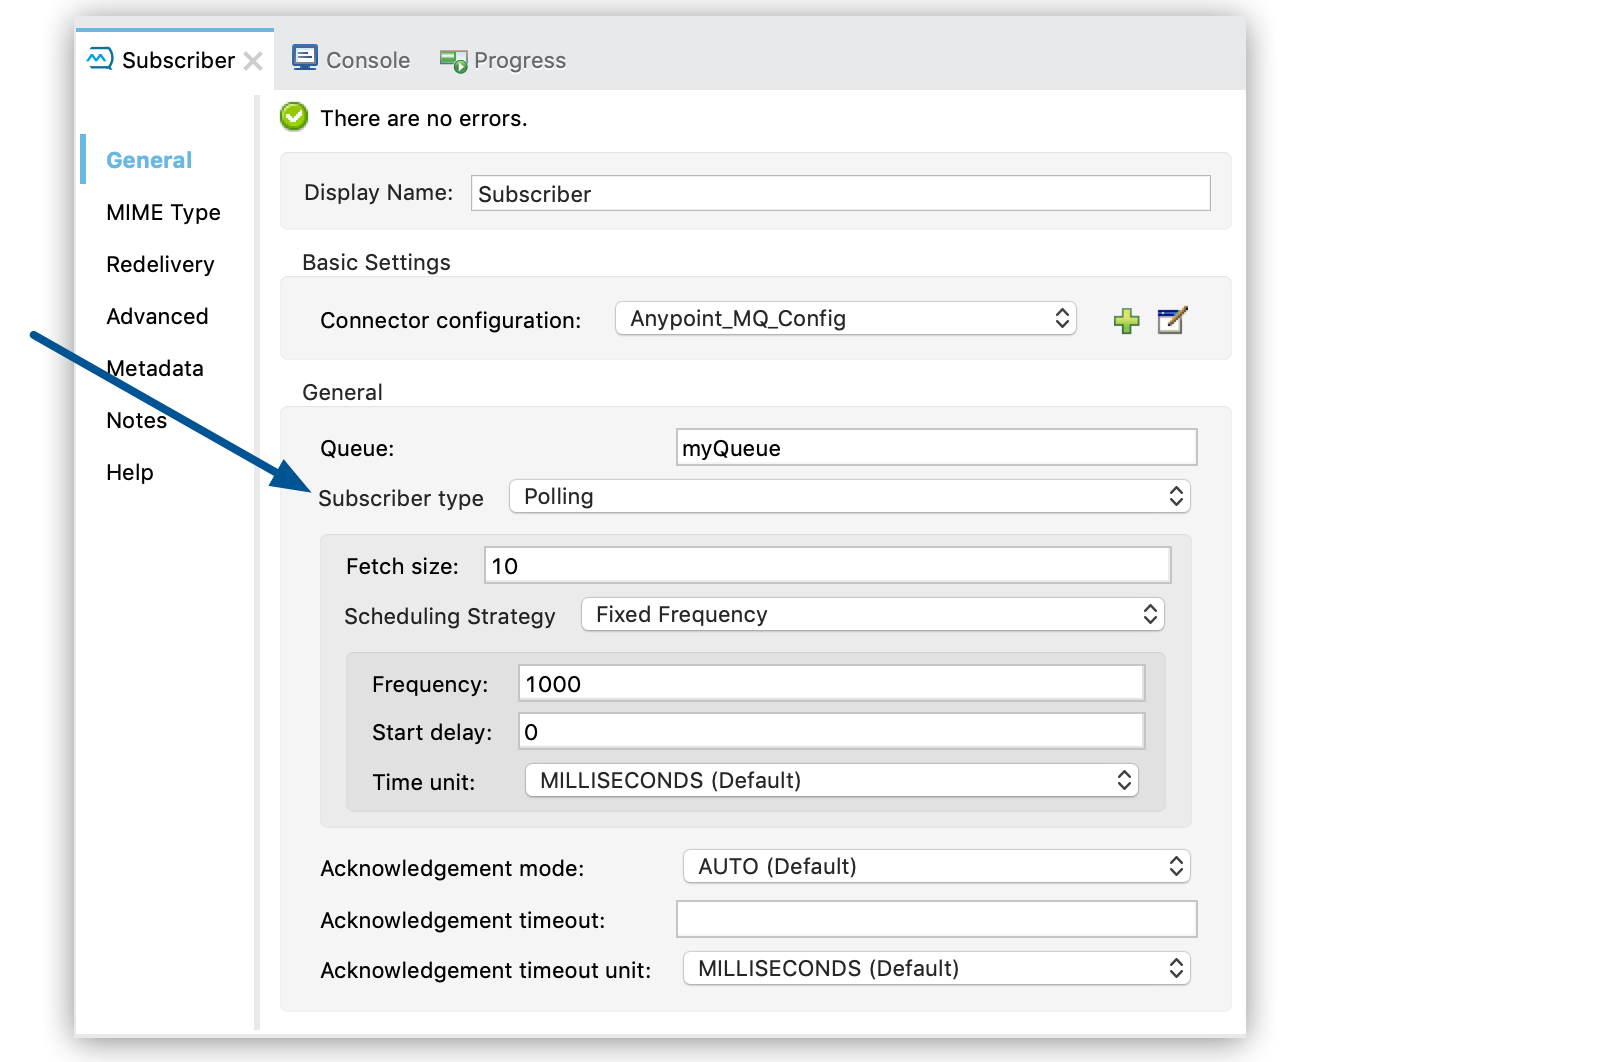 Subscriber
Console
Progress
General
MIME Type
Redelivery
Advanced
Metadata
Notes
Help
There are no errors.
Display Name: Subscriber
Basic Settings
Connector configuration: Anypoint_MQ_Config
General
Queue: myQueue
Subscriber type Polling
Fetch size: 10
Scheduling Strategy Fixed Frequency
Frequency: 1000
Start delay: 0
Time unit: MILLISECONDS (Default)
Acknowledgement mode: AUTO (Default)
Acknowledgement timeout:
Acknowledgement timeout unit: MILLISECONDS (Default)